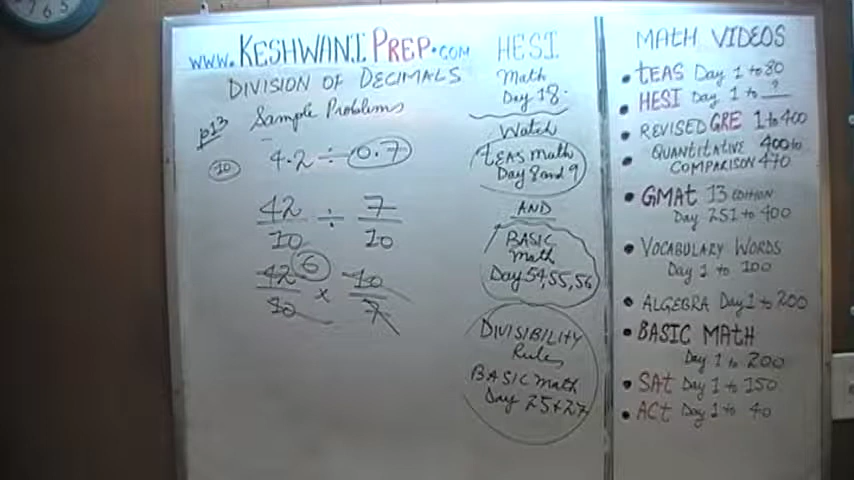 7 6 5
www.KESHWANI PREP.COM
DIVISION OF DECIMALS
p13 Sample Problems
10 4.2 ÷ 0.7
42/10 ÷ 7/10
42/10 6 × 10/7
HESI
Math
Day 18.
Watch
TEAS Math
Day 8 and 9
AND
BASIC
Math
Day 54,55,56
DIVISIBILITY
Rules
BASIC Math
Day 25+27
MATH VIDEOS
• TEAS Day 1 to 80
• HESI Day 1 to ?
• REVISED GRE 1 to 400
• QUANTITATIVE 400 to
COMPARISON 470
• GMAT 13 EDITION
Day 251 to 400
• VOCABULARY WORDS
Day 1 to 100
• ALGEBRA Day 1 to 200
• BASIC MATH
Day 1 to 200
• SAT Day 1 to 150
• ACT Day 1 to 40